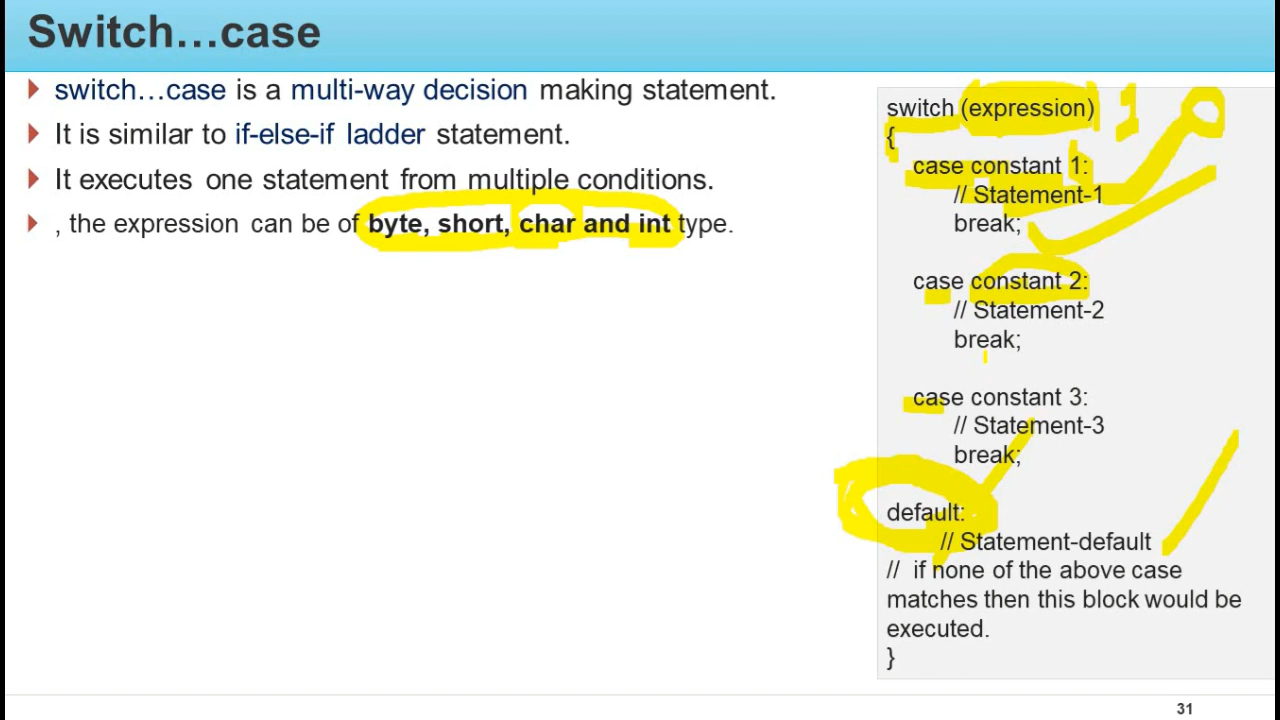 Switch…case
switch…case is a multi-way decision making statement.
It is similar to if-else-if ladder statement.
It executes one statement from multiple conditions.
, the expression can be of byte, short, char and int type.
switch (expression)
{
case constant 1:
// Statement-1
break;
case constant 2:
// Statement-2
break;
case constant 3:
// Statement-3
break;
default:
// Statement-default
// if none of the above case
matches then this block would be
executed.
}
1
31